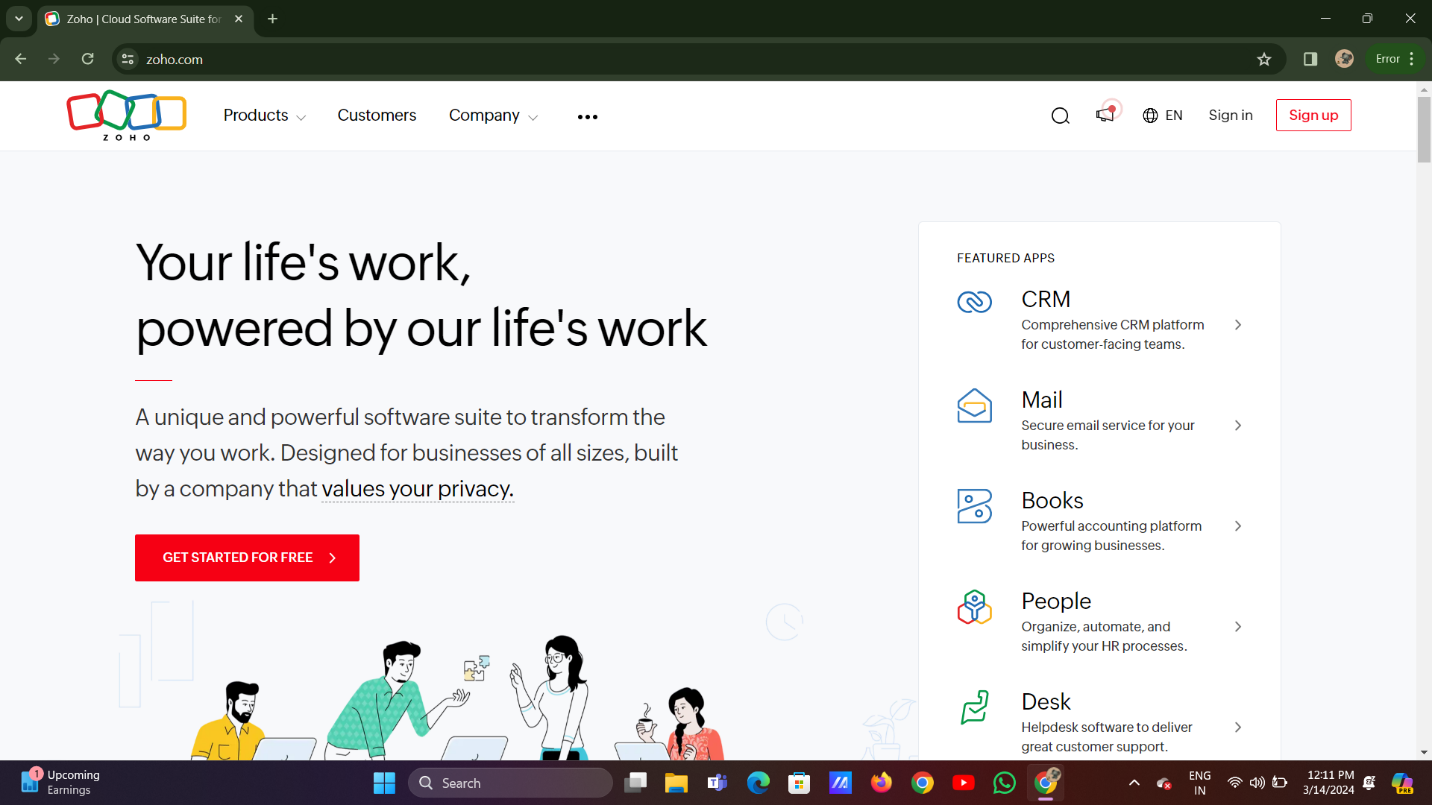 Zoho | Cloud Software Suite for
zoho.com
Error
ZOHO
Products
Customers
Company
EN
Sign in
Sign up
Your life's work,
powered by our life's work
A unique and powerful software suite to transform the
way you work. Designed for businesses of all sizes, built
by a company that values your privacy.
GET STARTED FOR FREE
FEATURED APPS
CRM
Comprehensive CRM platform
for customer-facing teams.
Mail
Secure email service for your
business.
Books
Powerful accounting platform
for growing businesses.
People
Organize, automate, and
simplify your HR processes.
Desk
Helpdesk software to deliver
great customer support.
1
Upcoming
Earnings
Search
ENG
IN
12:11 PM
3/14/2024
PRE